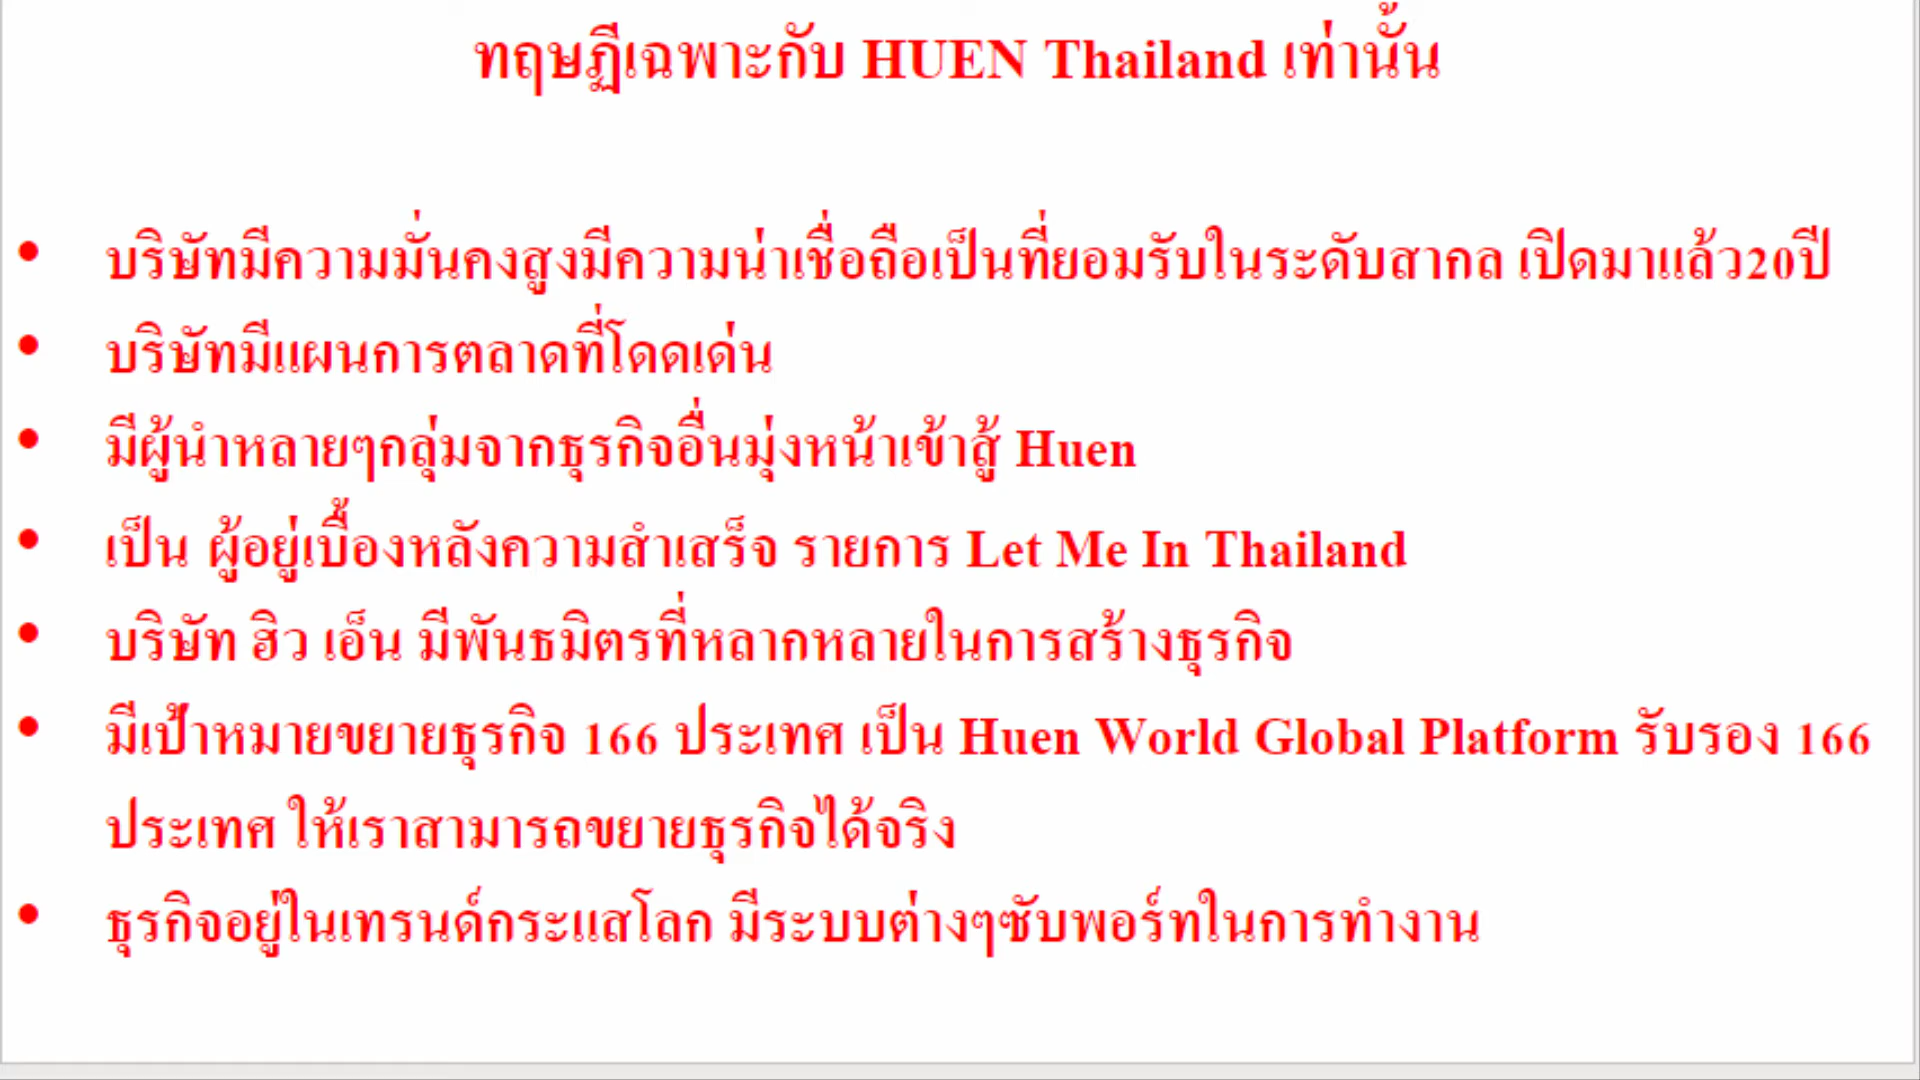 ทฤษฎีเฉพาะกับ HUEN Thailand เท่านั้น
• บริษัทมีความมั่นคงสูงมีความน่าเชื่อถือเป็นที่ยอมรับในระดับสากล เปิดมาแล้ว20ปี
• บริษัทมีแผนการตลาดที่โดดเด่น
• มีผู้นำหลายๆกลุ่มจากธุรกิจอื่นมุ่งหน้าเข้าสู้ Huen
• เป็น ผู้อยู่เบื้องหลังความสำเสร็จ รายการ Let Me In Thailand
• บริษัท ฮิว เอ็น มีพันธมิตรที่หลากหลายในการสร้างธุรกิจ
• มีเป้าหมายขยายธุรกิจ 166 ประเทศ เป็น Huen World Global Platform รับรอง 166
ประเทศ ให้เราสามารถขยายธุรกิจได้จริง
• ธุรกิจอยู่ในเทรนด์กระแสโลก มีระบบต่างๆซับพอร์ทในการทำงาน